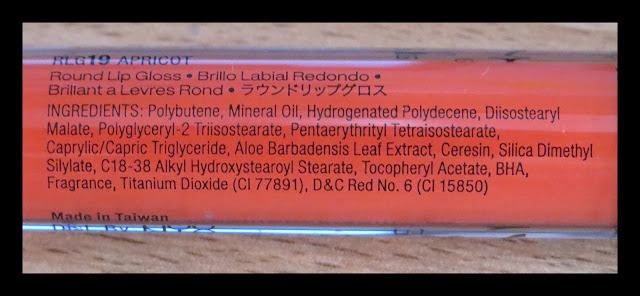 RLG19 APRICOT
Round Lip Gloss • Brillo Labial Redondo •
Brillant a Levres Rond • ラウンドリップグロス
INGREDIENTS: Polybutene, Mineral Oil, Hydrogenated Polydecene, Diisostearyl
Malate, Polyglyceryl-2 Triisostearate, Pentaerythrityl Tetraisostearate,
Caprylic/Capric Triglyceride, Aloe Barbadensis Leaf Extract, Ceresin, Silica Dimethyl
Silylate, C18-38 Alkyl Hydroxystearoyl Stearate, Tocopheryl Acetate, BHA,
Fragrance, Titanium Dioxide (CI 77891), D&C Red No. 6 (CI 15850)
Made in Taiwan
Dist. By NYX